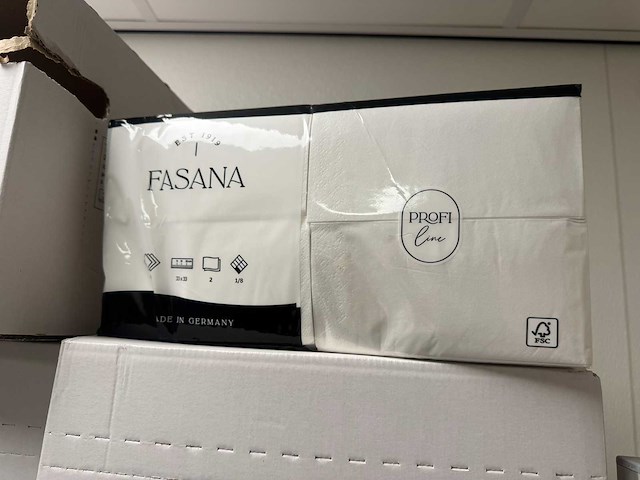 EST 1919
FASANA
33x33
2
1/8
ADE IN GERMANY
PROFI
line
FSC